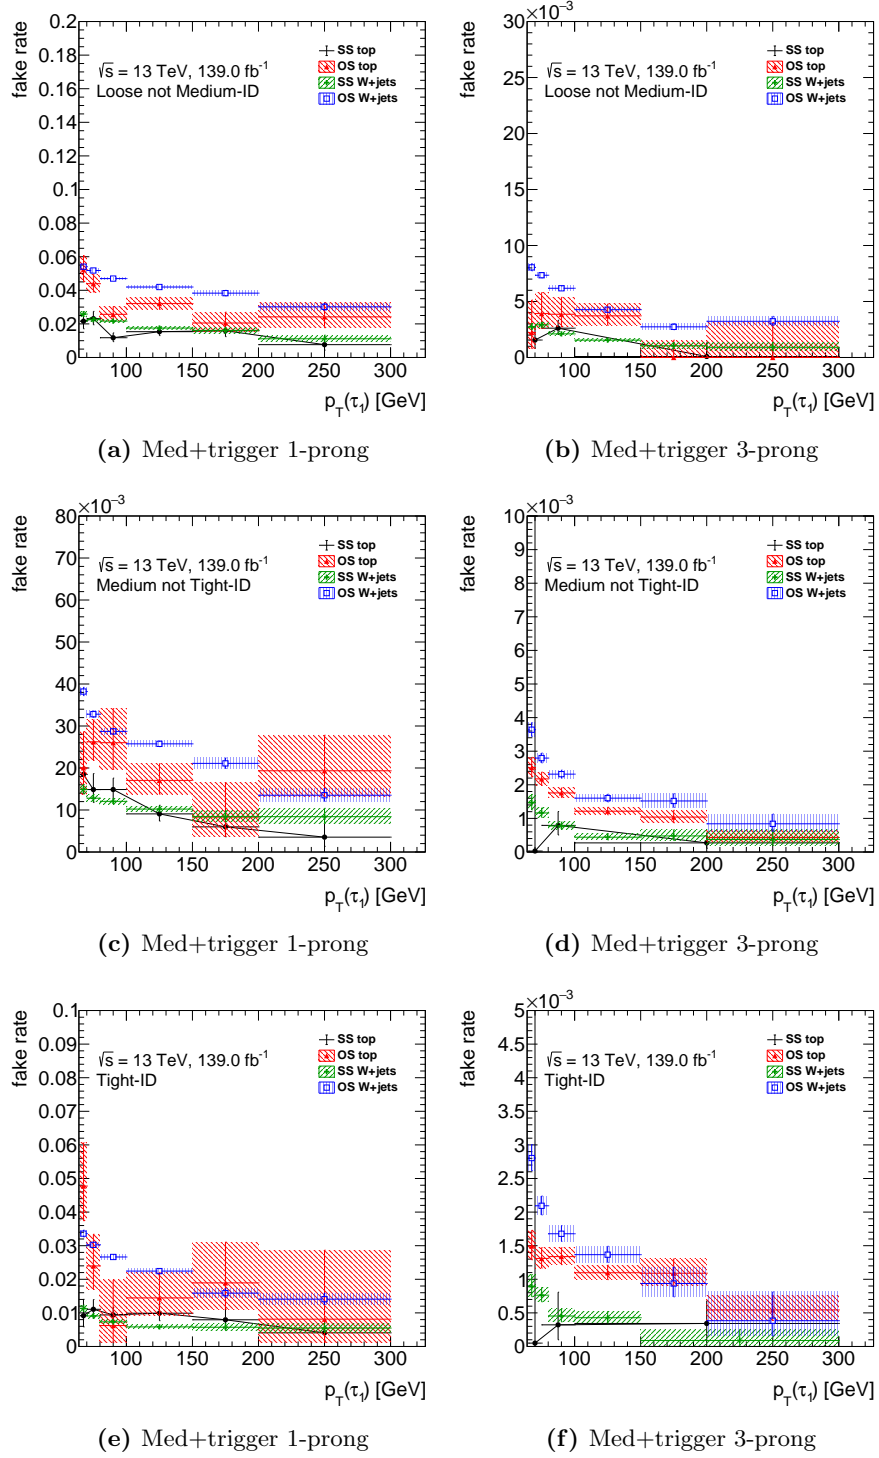 fake rate
0.2
0.18
0.16
0.14
0.12
0.1
0.08
0.06
0.04
0.02
0
√s = 13 TeV, 139.0 fb⁻¹
Loose not Medium-ID
SS top
OS top
SS W+jets
OS W+jets
100 150 200 250 300
p_T(τ_1) [GeV]
(a) Med+trigger 1-prong
×10⁻³
fake rate
30
25
20
15
10
5
0
√s = 13 TeV, 139.0 fb⁻¹
Loose not Medium-ID
SS top
OS top
SS W+jets
OS W+jets
100 150 200 250 300
p_T(τ_1) [GeV]
(b) Med+trigger 3-prong
×10⁻³
fake rate
80
70
60
50
40
30
20
10
0
√s = 13 TeV, 139.0 fb⁻¹
Medium not Tight-ID
SS top
OS top
SS W+jets
OS W+jets
100 150 200 250 300
p_T(τ_1) [GeV]
(c) Med+trigger 1-prong
×10⁻³
fake rate
10
9
8
7
6
5
4
3
2
1
0
√s = 13 TeV, 139.0 fb⁻¹
Medium not Tight-ID
SS top
OS top
SS W+jets
OS W+jets
100 150 200 250 300
p_T(τ_1) [GeV]
(d) Med+trigger 3-prong
fake rate
0.1
0.09
0.08
0.07
0.06
0.05
0.04
0.03
0.02
0.01
0
√s = 13 TeV, 139.0 fb⁻¹
Tight-ID
SS top
OS top
SS W+jets
OS W+jets
100 150 200 250 300
p_T(τ_1) [GeV]
(e) Med+trigger 1-prong
×10⁻³
fake rate
5
4.5
4
3.5
3
2.5
2
1.5
1
0.5
0
√s = 13 TeV, 139.0 fb⁻¹
Tight-ID
SS top
OS top
SS W+jets
OS W+jets
100 150 200 250 300
p_T(τ_1) [GeV]
(f) Med+trigger 3-prong